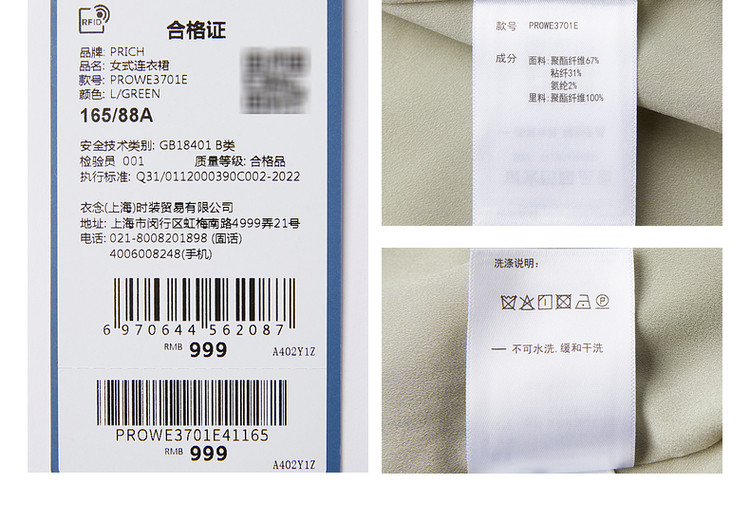 RFID
合格证
品牌: PRICH
品名: 女式连衣裙
款号: PROWE3701E
颜色: L/GREEN
165/88A
安全技术类别: GB18401 B类
检验员 001 质量等级: 合格品
执行标准: Q31/0112000390C002-2022
衣念(上海)时装贸易有限公司
地址: 上海市闵行区虹梅南路4999弄21号
电话: 021-8008201898 (固话)
4006008248(手机)
6 970644 562087
RMB 999
A402Y1Z
PROWE3701E41165
RMB 999
A402Y1Z
款号 PROWE3701E
成分 面料: 聚酯纤维67%
粘纤31%
氨纶2%
里料: 聚酯纤维100%
洗涤说明:
— 不可水洗, 缓和干洗